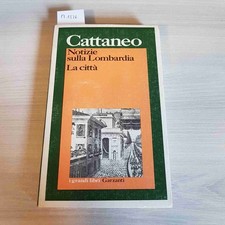 Cattaneo
Notizie
sulla Lombardia
La città
i grandi libri Garzanti